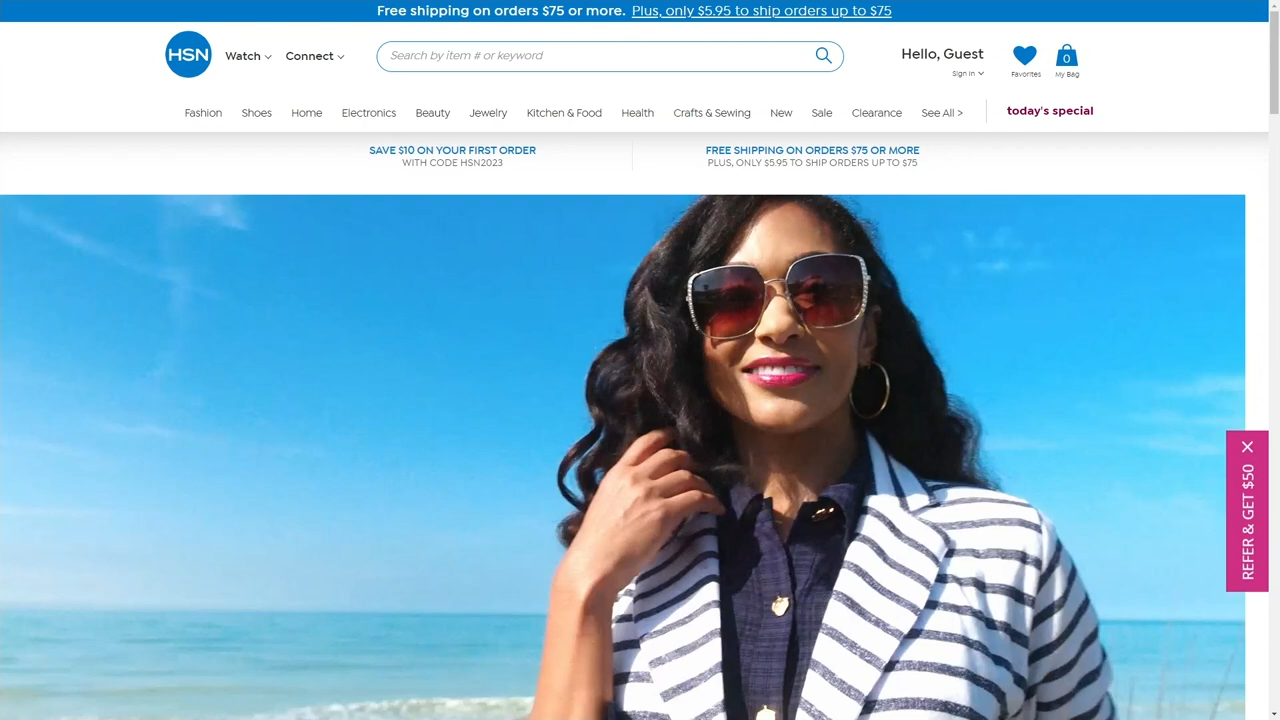 Free shipping on orders $75 or more. Plus, only $5.95 to ship orders up to $75
HSN
Watch
Connect
Search by item # or keyword
Hello, Guest
Sign In
Favorites
0
My Bag
Fashion Shoes Home Electronics Beauty Jewelry Kitchen & Food Health Crafts & Sewing New Sale Clearance See All > today's special
SAVE $10 ON YOUR FIRST ORDER
WITH CODE HSN2023
FREE SHIPPING ON ORDERS $75 OR MORE
PLUS, ONLY $5.95 TO SHIP ORDERS UP TO $75
REFER & GET $50